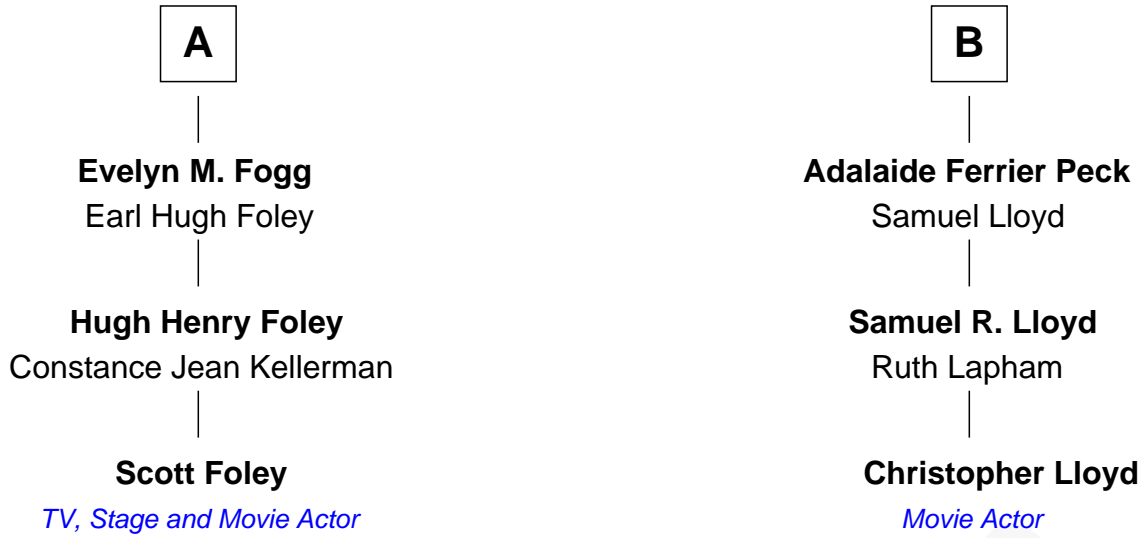 A
Evelyn M. Fogg
Earl Hugh Foley
Hugh Henry Foley
Constance Jean Kellerman
Scott Foley
TV, Stage and Movie Actor
B
Adalaide Ferrier Peck
Samuel Lloyd
Samuel R. Lloyd
Ruth Lapham
Christopher Lloyd
Movie Actor